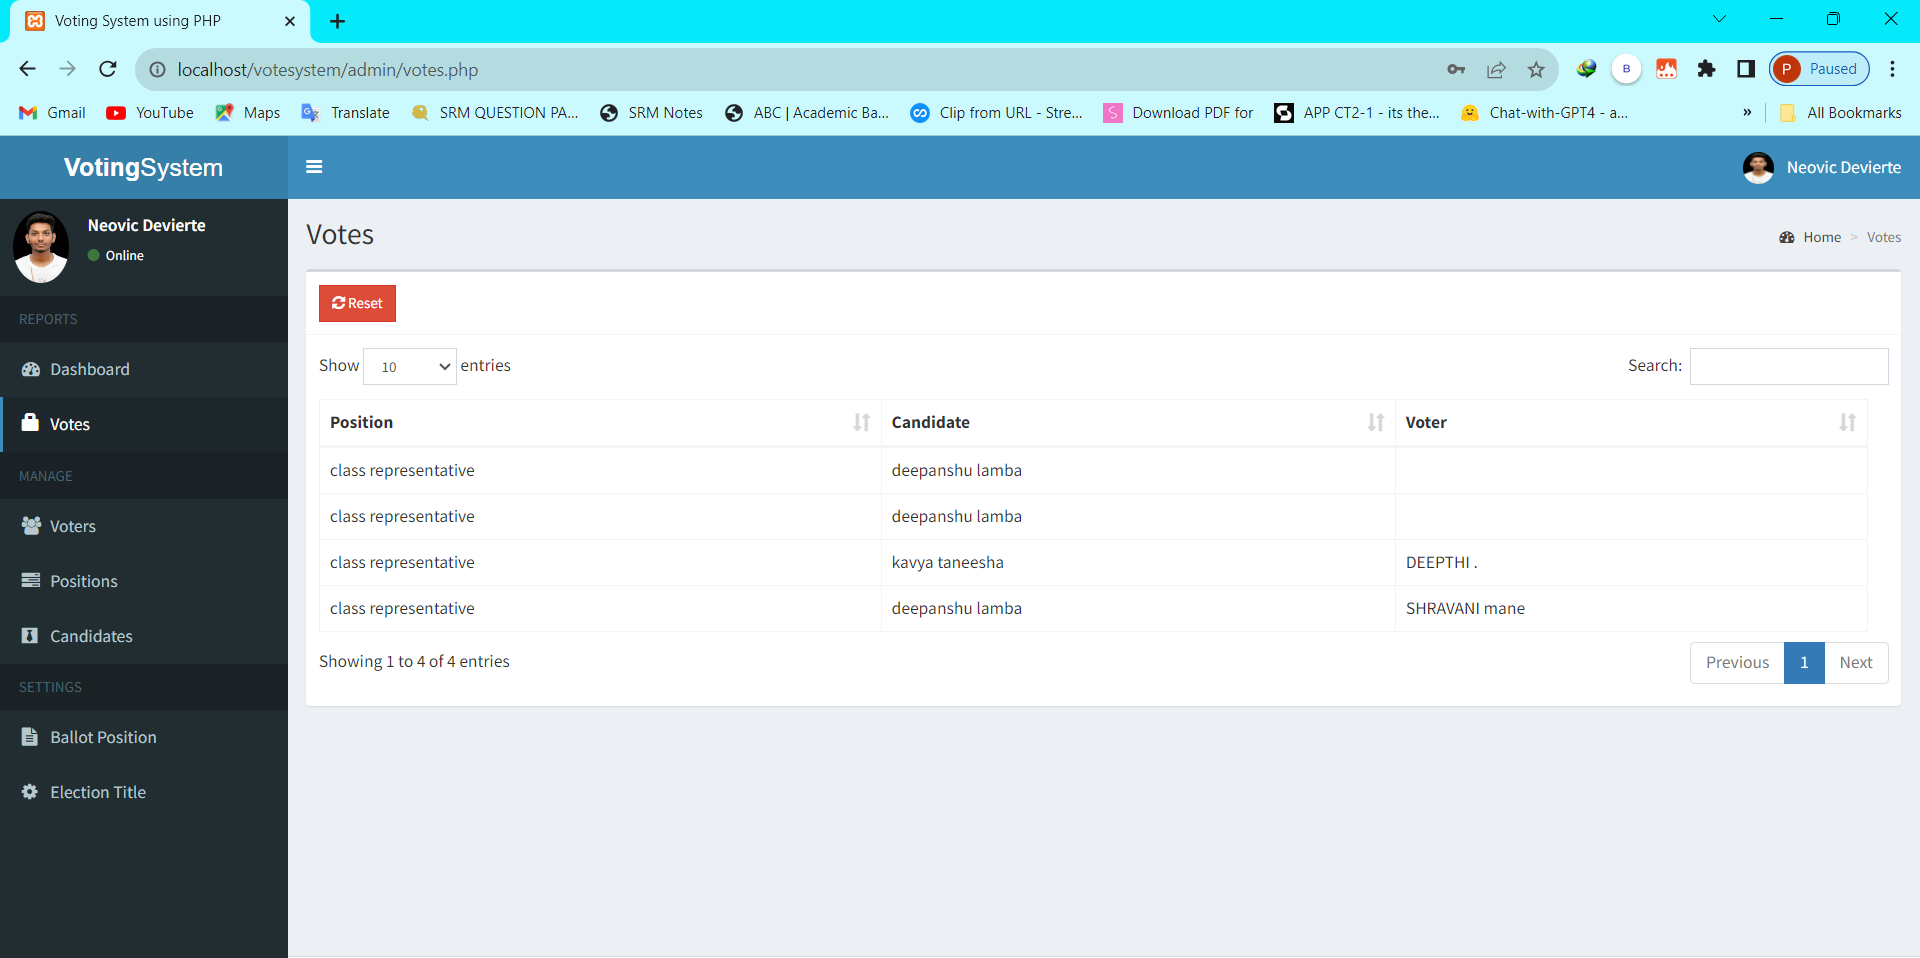 Voting System using PHP
localhost/votesystem/admin/votes.php
B
P Paused
Gmail YouTube Maps Translate SRM QUESTION PA... SRM Notes ABC | Academic Ba... Clip from URL - Stre... Download PDF for APP CT2-1 - its the... Chat-with-GPT4 - a... » All Bookmarks
VotingSystem
Neovic Devierte
Neovic Devierte
Online
REPORTS
Dashboard
Votes
MANAGE
Voters
Positions
Candidates
SETTINGS
Ballot Position
Election Title
Votes
Home > Votes
Reset
Show 10 entries
Search:
Position Candidate Voter
class representative deepanshu lamba
class representative deepanshu lamba
class representative kavya taneesha DEEPTHI .
class representative deepanshu lamba SHRAVANI mane
Showing 1 to 4 of 4 entries
Previous 1 Next